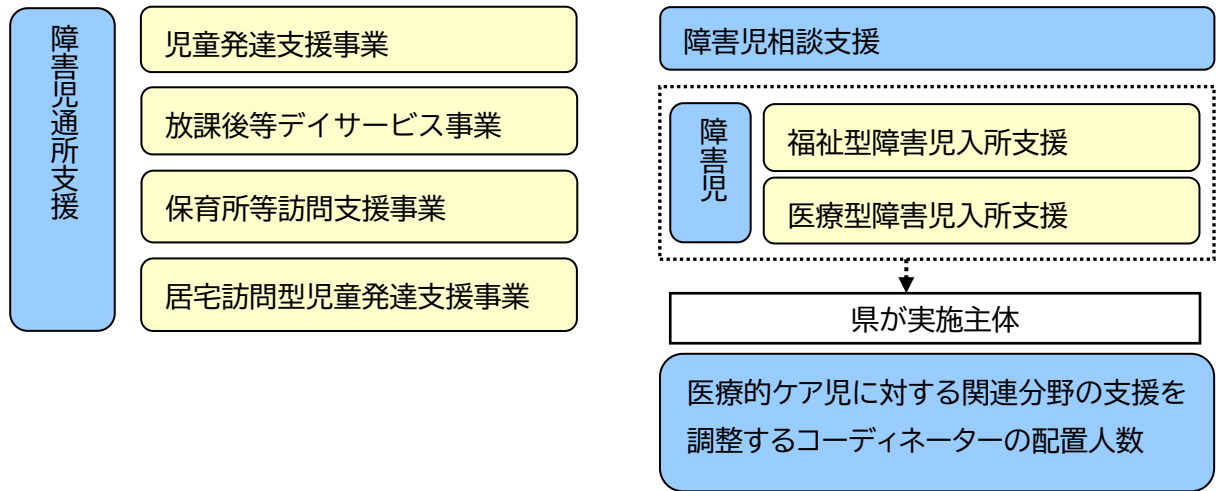 障害児通所支援
児童発達支援事業
放課後等デイサービス事業
保育所等訪問支援事業
居宅訪問型児童発達支援事業
障害児相談支援
障害児
福祉型障害児入所支援
医療型障害児入所支援
県が実施主体
医療的ケア児に対する関連分野の支援を
調整するコーディネーターの配置人数